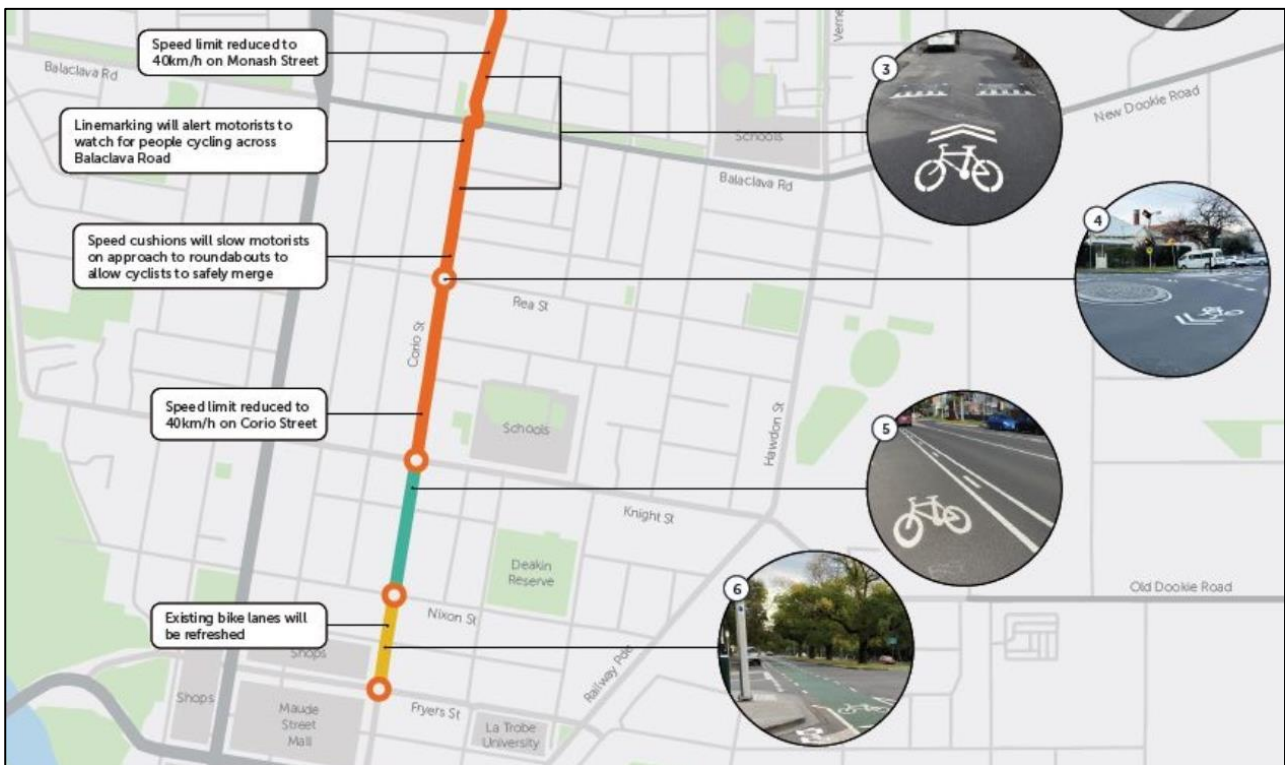 Speed limit reduced to
40km/h on Monash Street
Balaclava Rd
Linemarking will alert motorists to
watch for people cycling across
Balaclava Road
Schools
3
New Dookie Road
Balaclava Rd
Speed cushions will slow motorists
on approach to roundabouts to
allow cyclists to safely merge
4
Rea St
Corio St
Speed limit reduced to
40km/h on Corio Street
Schools
Hawdon St
5
Knight St
Deakin
Reserve
Old Dookie Road
Existing bike lanes will
be refreshed
Nixon St
6
Shops
Shops
Railway Pde
Maude
Street
Mall
Fryers St
La Trobe
University